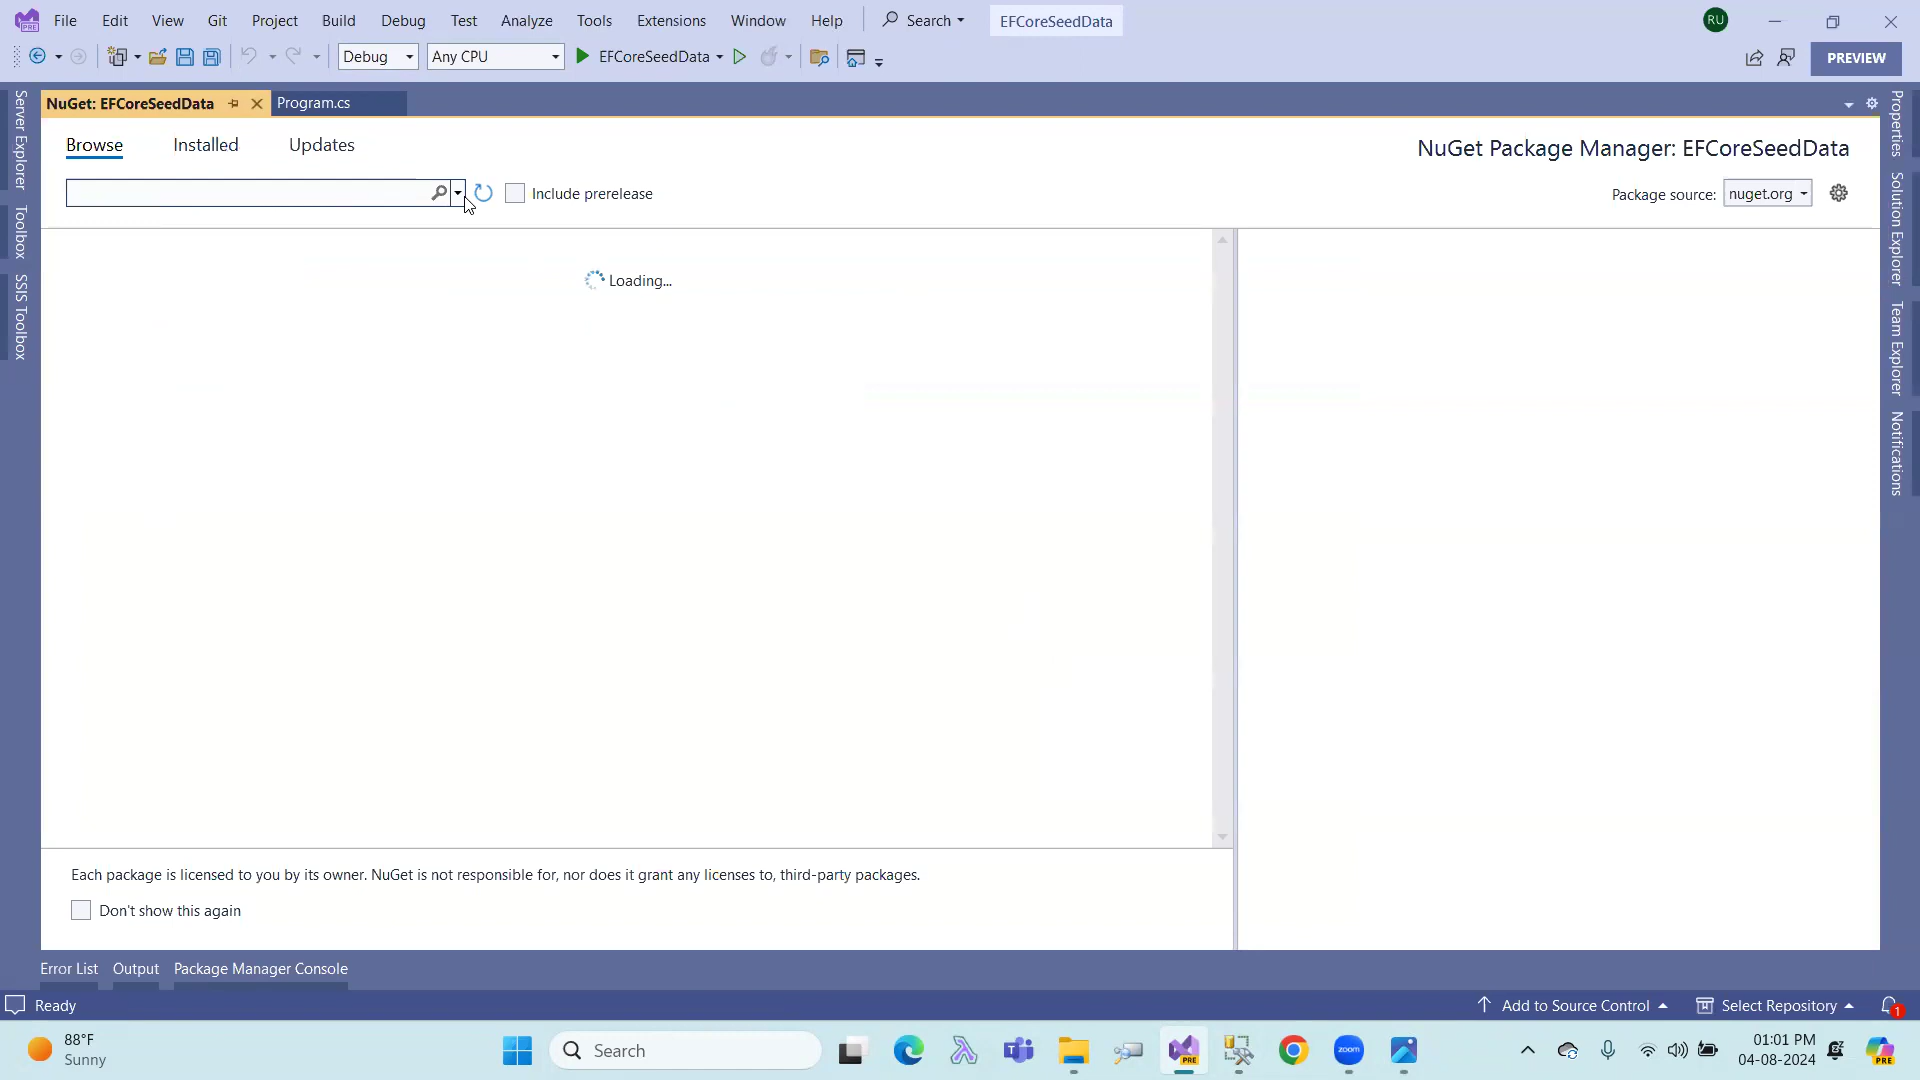 File Edit View Git Project Build Debug Test Analyze Tools Extensions Window Help Search EFCoreSeedData RU
Debug Any CPU EFCoreSeedData PREVIEW
NuGet: EFCoreSeedData Program.cs
Browse Installed Updates NuGet Package Manager: EFCoreSeedData
Include prerelease Package source: nuget.org
Loading...
Server Explorer
Toolbox
SSIS Toolbox
Properties
Solution Explorer
Team Explorer
Notifications
Each package is licensed to you by its owner. NuGet is not responsible for, nor does it grant any licenses to, third-party packages.
Don't show this again
Error List Output Package Manager Console
Ready Add to Source Control Select Repository 1
88°F
Sunny
Search
PRE
zoom
01:01 PM
04-08-2024
PRE